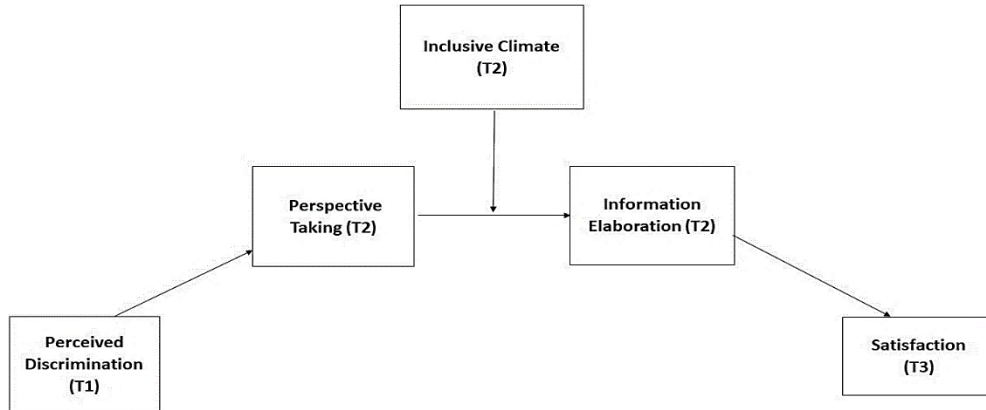 Inclusive Climate
(T2)
Perspective
Taking (T2)
Information
Elaboration (T2)
Perceived
Discrimination
(T1)
Satisfaction
(T3)